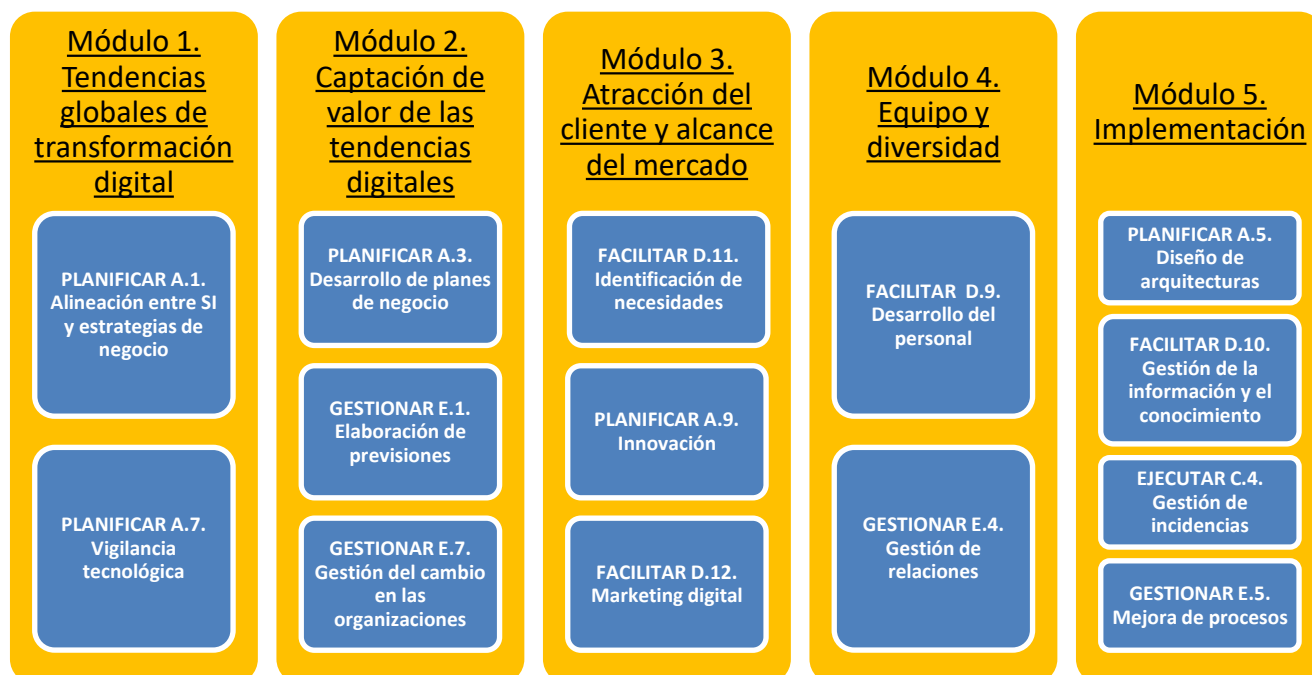 Módulo 1.
Tendencias
globales de
transformación
digital
PLANIFICAR A.1.
Alineación entre SI
y estrategias de
negocio
PLANIFICAR A.7.
Vigilancia
tecnológica
Módulo 2.
Captación de
valor de las
tendencias
digitales
PLANIFICAR A.3.
Desarrollo de planes
de negocio
GESTIONAR E.1.
Elaboración de
previsiones
GESTIONAR E.7.
Gestión del cambio
en las
organizaciones
Módulo 3.
Atracción del
cliente y alcance
del mercado
FACILITAR D.11.
Identificación de
necesidades
PLANIFICAR A.9.
Innovación
FACILITAR D.12.
Marketing digital
Módulo 4.
Equipo y
diversidad
FACILITAR D.9.
Desarrollo del
personal
GESTIONAR E.4.
Gestión de
relaciones
Módulo 5.
Implementación
PLANIFICAR A.5.
Diseño de
arquitecturas
FACILITAR D.10.
Gestión de la
información y el
conocimiento
EJECUTAR C.4.
Gestión de
incidencias
GESTIONAR E.5.
Mejora de procesos